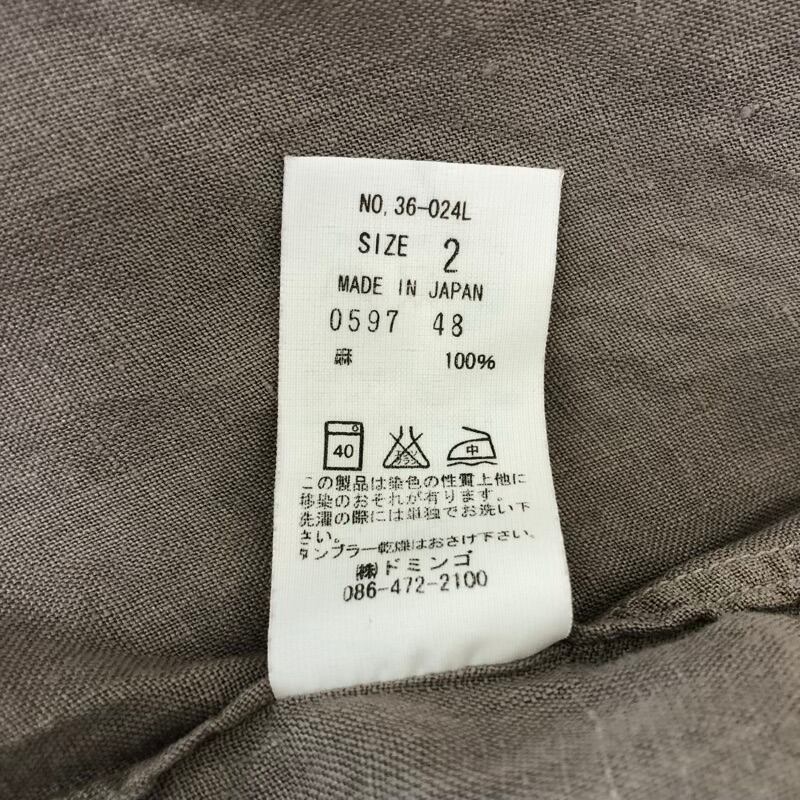 NO. 36-024L
SIZE 2
MADE IN JAPAN
0597 48
麻 100%
40 中
この製品は染色の性質上他に
移染のおそれが有ります。
洗濯の際には単独でお洗い下
さい。
タンブラー乾燥はおさけ下さい。
㈱ドミンゴ
086-472-2100